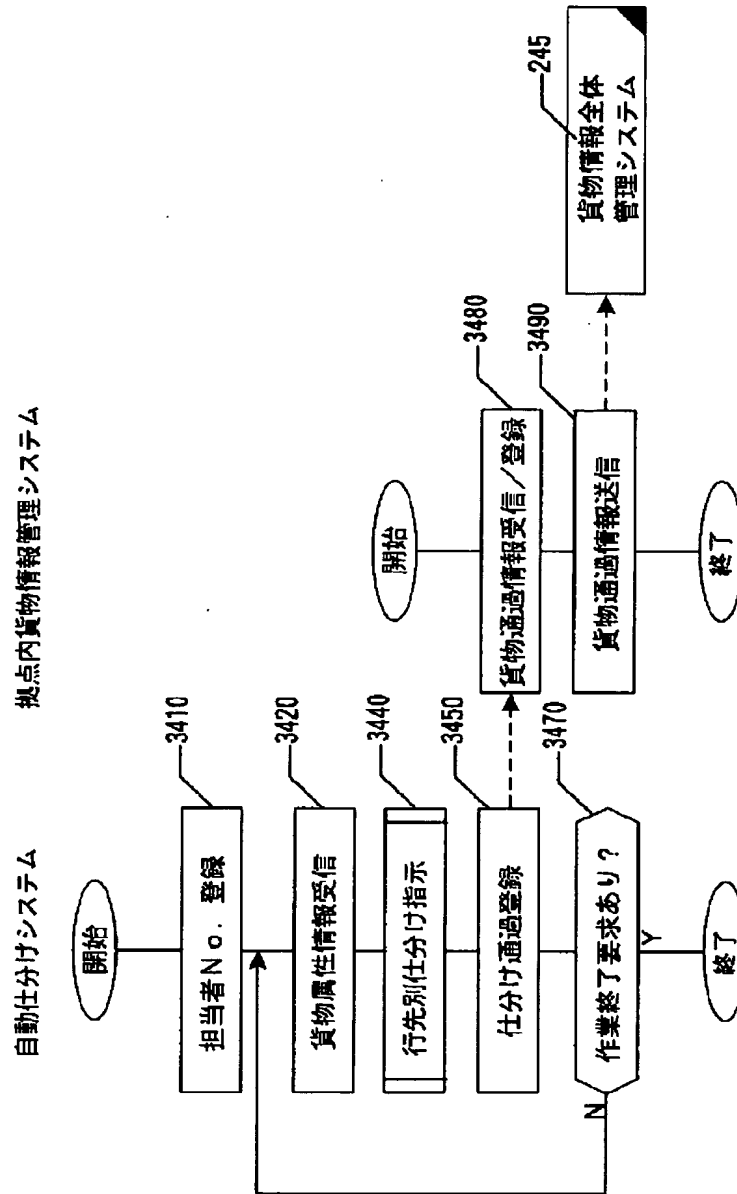 自動仕分けシステム
開始
担当者No. 登録
3410
貨物属性情報受信
3420
行先別仕分け指示
3440
仕分け通過登録
3450
作業終了要求あり?
3470
N
Y
終了
拠点内貨物情報管理システム
開始
貨物通過情報受信/登録
3480
貨物通過情報送信
3490
終了
貨物情報全体
管理システム
245